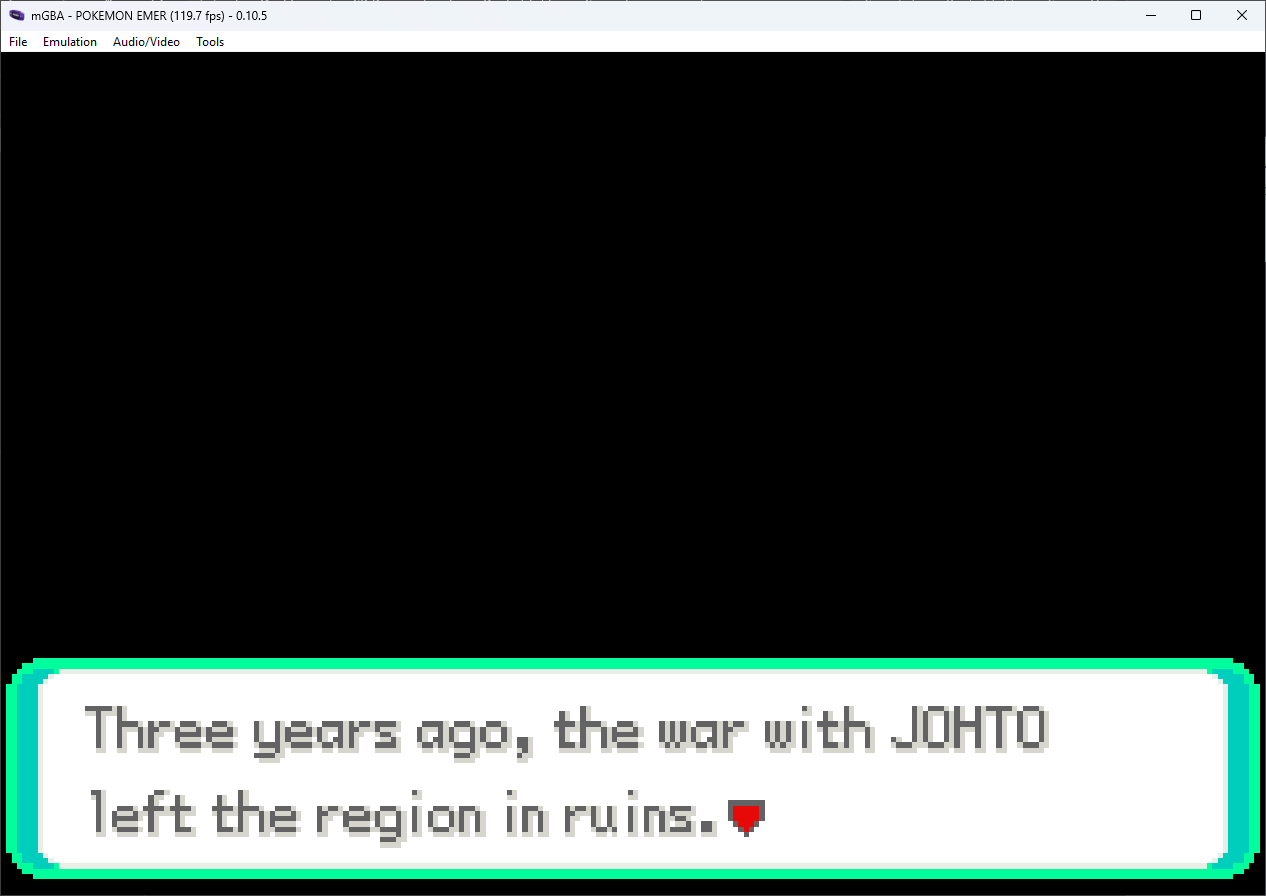 mGBA - POKEMON EMER (119.7 fps) - 0.10.5
File Emulation Audio/Video Tools
Three years ago, the war with JOHTO
left the region in ruins.